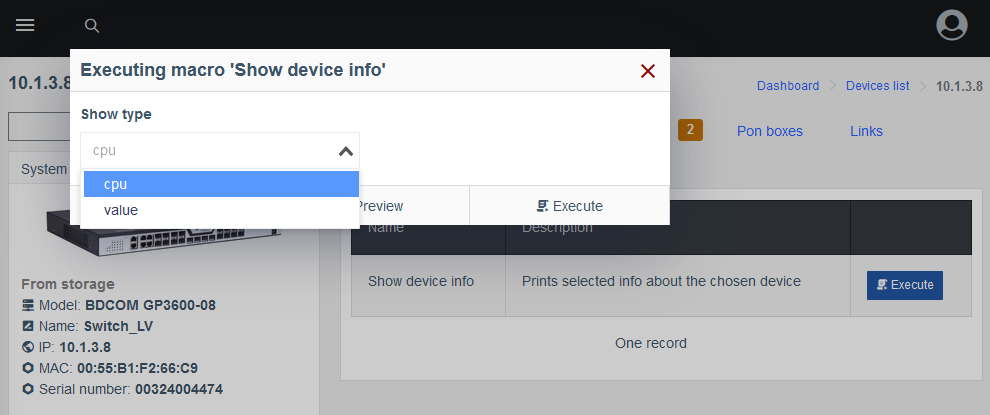 Executing macro 'Show device info'
10.1.3.8
Dashboard
Devices list
10.1.3.8
Show type
cpu
cpu
value
2
Pon boxes
Links
System
Preview
Execute
Name
Description
Show device info
Prints selected info about the chosen device
Execute
One record
From storage
Model: BDCOM GP3600-08
Name: Switch_LV
IP: 10.1.3.8
MAC: 00:55:B1:F2:66:C9
Serial number: 00324004474